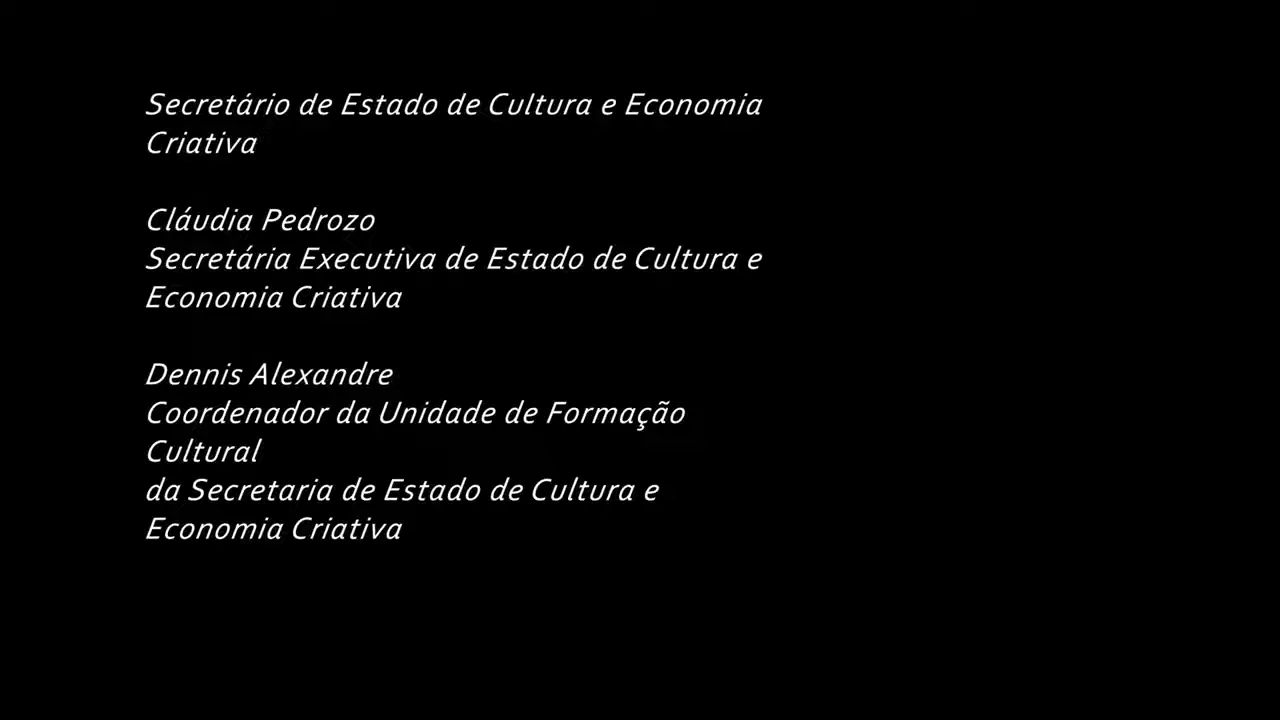 Secretário de Estado de Cultura e Economia
Criativa
Cláudia Pedrozo
Secretária Executiva de Estado de Cultura e
Economia Criativa
Dennis Alexandre
Coordenador da Unidade de Formação
Cultural
da Secretaria de Estado de Cultura e
Economia Criativa